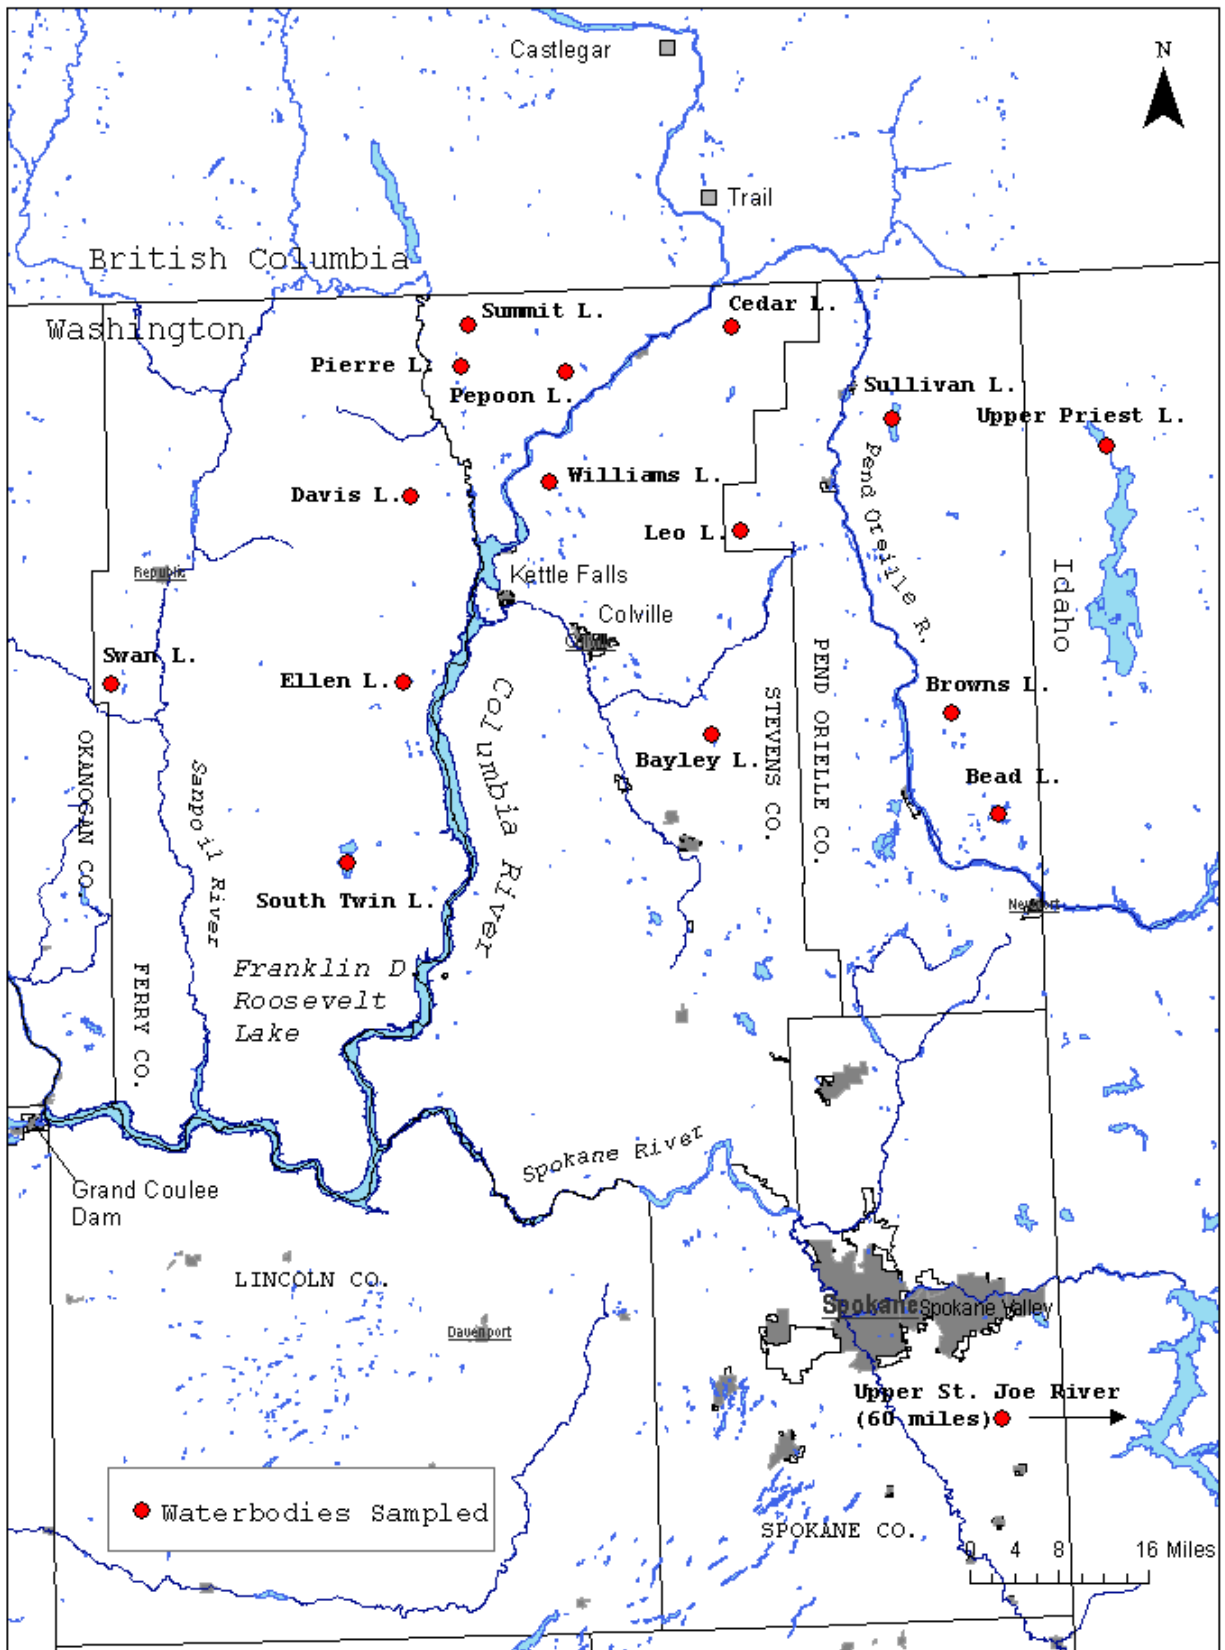 Castlegar
N
Trail
British Columbia
Washington
Summit L.
Cedar L.
Pierre L.
Pepoon L.
Sullivan L.
Upper Priest L.
Pend Oreille R.
Davis L.
Williams L.
Leo L.
Republic
Kettle Falls
Colville
Idaho
Swan L.
Ellen L.
Columbia River
Browns L.
Bayley L.
STEVENS CO.
PEND ORIELLE CO.
OKANOGAN CO.
Sanpoil River
Bead L.
South Twin L.
Newport
FERRY CO.
Franklin D.
Roosevelt
Lake
Spokane River
Grand Coulee
Dam
LINCOLN CO.
Davenport
Spokane
Spokane Valley
Upper St. Joe River
(60 miles)
Waterbodies Sampled
SPOKANE CO.
0 4 8 16 Miles